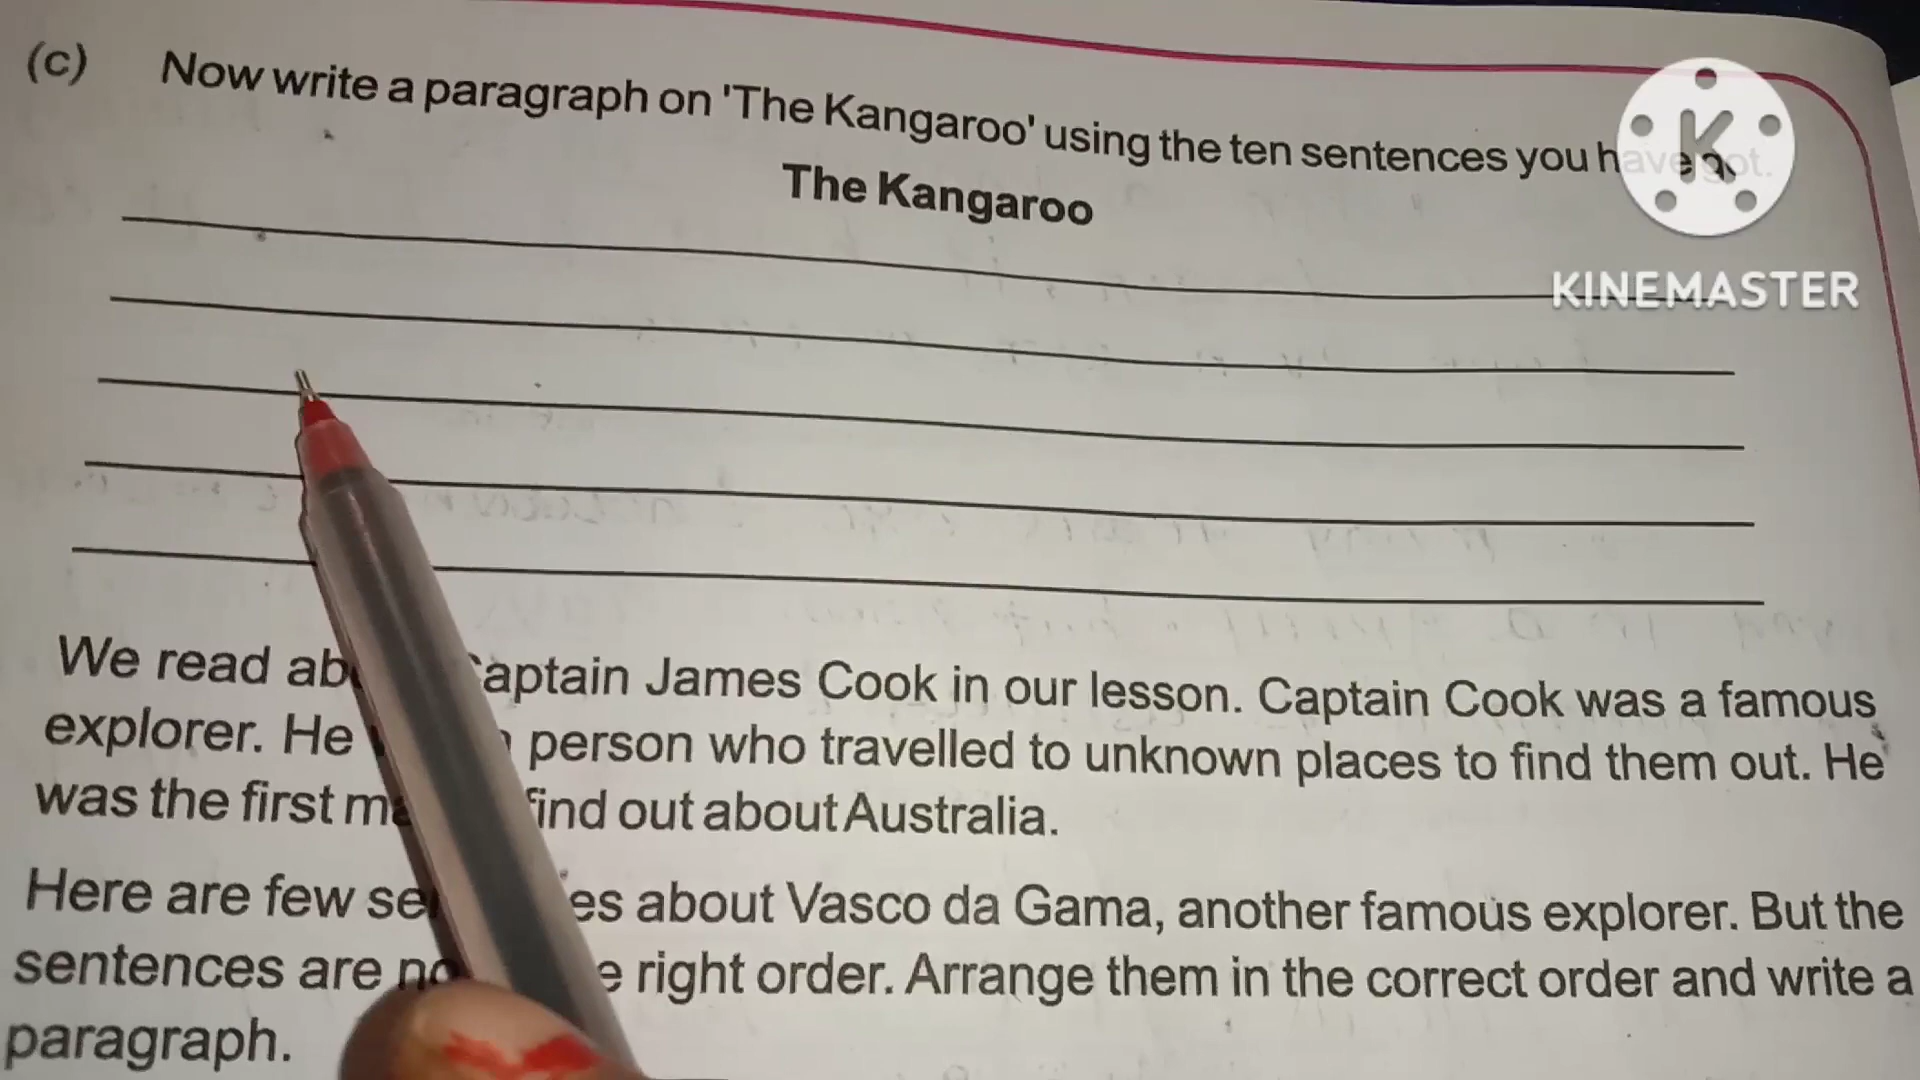 (c) Now write a paragraph on 'The Kangaroo' using the ten sentences you have got.
The Kangaroo
K
KINEMASTER
We read ab aptain James Cook in our lesson. Captain Cook was a famous
explorer. He person who travelled to unknown places to find them out. He
was the first find out about Australia.
Here are few about Vasco da Gama, another famous explorer. But the
sentences are right order. Arrange them in the correct order and write a
paragraph.